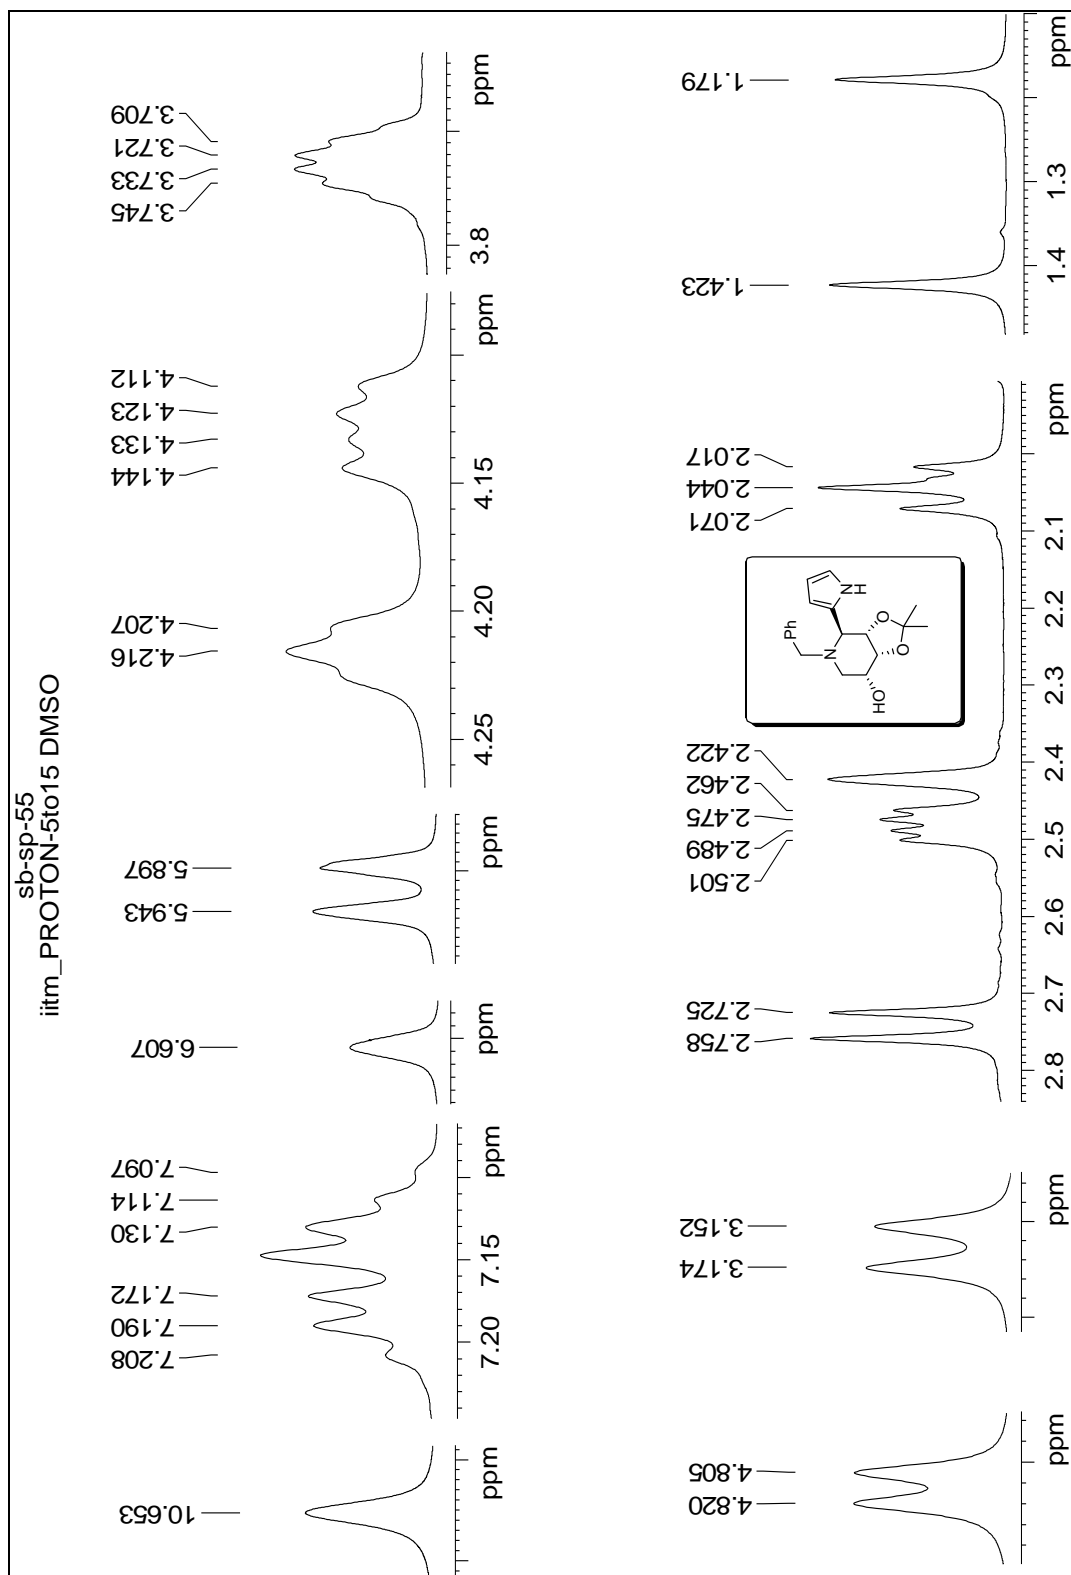 sb-sp-55
iitm_PROTON-5to15 DMSO
10.653
ppm
7.208
7.190
7.172
7.130
7.114
7.097
7.20
7.15
ppm
6.607
ppm
5.943
5.897
ppm
4.216
4.207
4.144
4.133
4.123
4.112
4.25
4.20
4.15
ppm
3.745
3.733
3.721
3.709
3.8
ppm
4.820
4.805
ppm
3.174
3.152
ppm
2.758
2.725
2.501
2.489
2.475
2.462
2.422
2.071
2.044
2.017
HO
N
Ph
O
O
NH
2.8
2.7
2.6
2.5
2.4
2.3
2.2
2.1
ppm
1.423
1.179
1.4
1.3
ppm